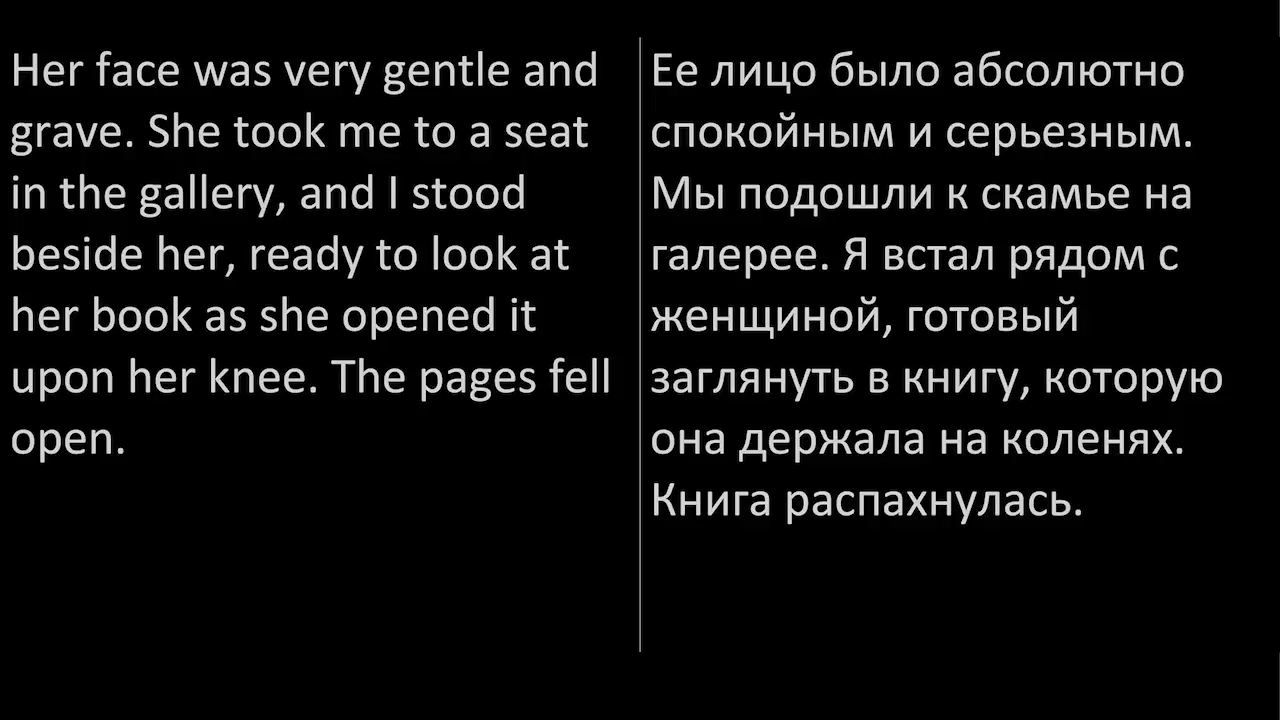 Her face was very gentle and
grave. She took me to a seat
in the gallery, and I stood
beside her, ready to look at
her book as she opened it
upon her knee. The pages fell
open.
Ее лицо было абсолютно
спокойным и серьезным.
Мы подошли к скамье на
галерее. Я встал рядом с
женщиной, готовый
заглянуть в книгу, которую
она держала на коленях.
Книга распахнулась.